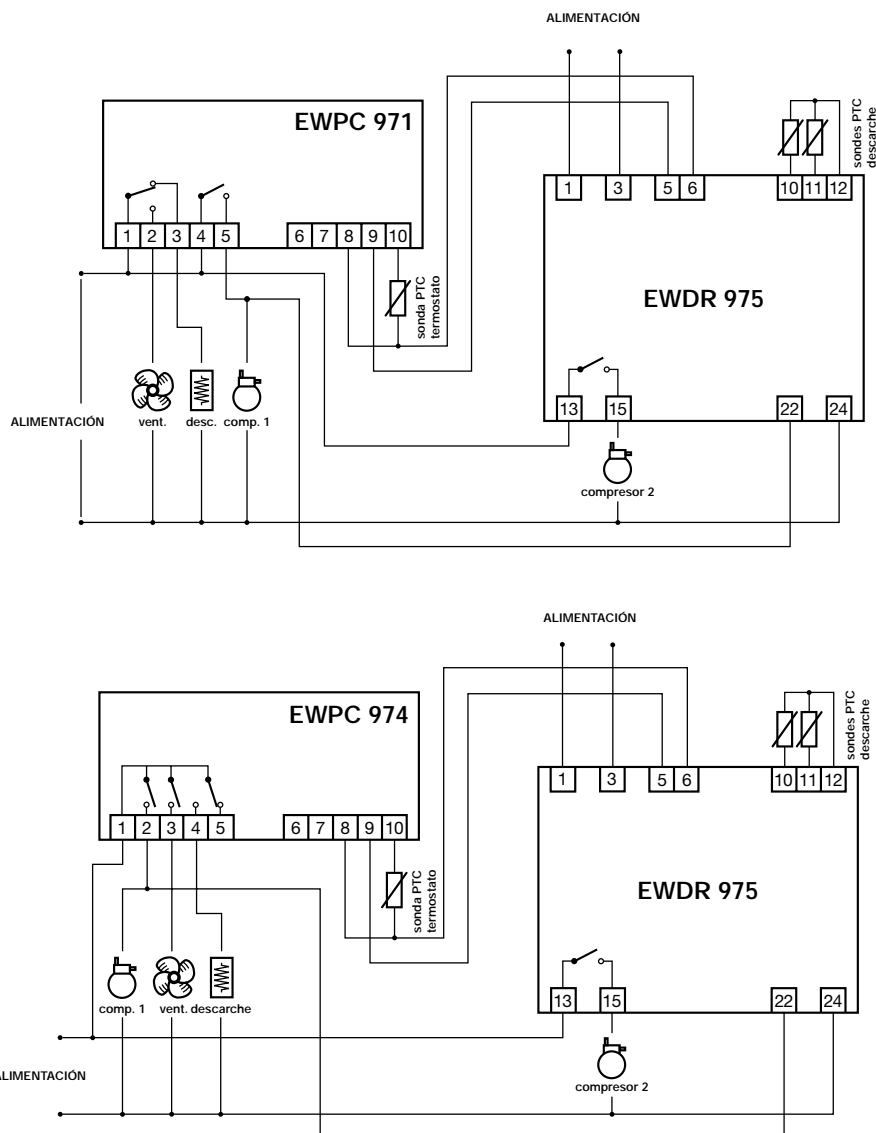 ALIMENTACIÓN
EWPC 971
sondes PTC
descarche
1 3 5 6 10 11 12
1 2 3 4 5 6 7 8 9 10
EWDR 975
sonda PTC
termostato
13 15 22 24
ALIMENTACIÓN
vent. desc. comp. 1
compresor 2
ALIMENTACIÓN
EWPC 974
sondes PTC
descarche
1 3 5 6 10 11 12
1 2 3 4 5 6 7 8 9 10
EWDR 975
sonda PTC
termostato
13 15 22 24
comp. 1 vent. descarche
ALIMENTACIÓN
compresor 2